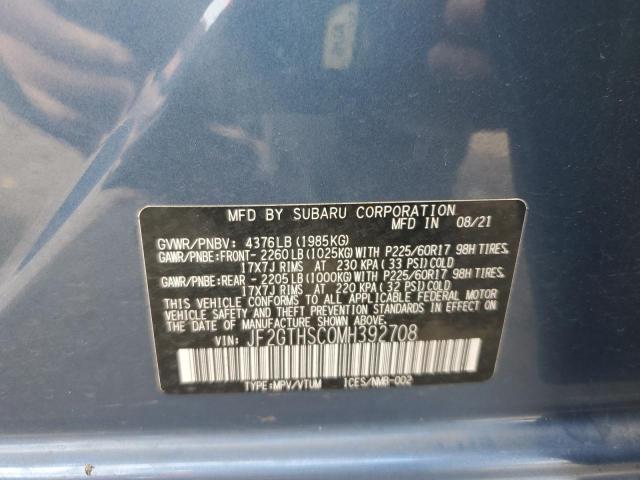 MFD BY SUBARU CORPORATION
MFD IN 08/21
GVWR/PNBV: 4376LB (1985KG)
GAWR/PNBE:FRONT- 2260LB (1025KG)WITH P225/60R17 98H TIRES,
17X7J RIMS AT 230 KPA (33 PSI)COLD
GAWR/PNBE:REAR - 2205LB (1000KG)WITH P225/60R17 98H TIRES,
17X7J RIMS AT 220 KPA (32 PSI)COLD
THIS VEHICLE CONFORMS TO ALL APPLICABLE FEDERAL MOTOR
VEHICLE SAFETY AND THEFT PREVENTION STANDARDS IN EFFECT ON THE
DATE OF MANUFACTURE SHOWN ABOVE.
VIN: JF2GTHSC0MH392708
TYPE:MPV/VTUM ICES/NMB-002